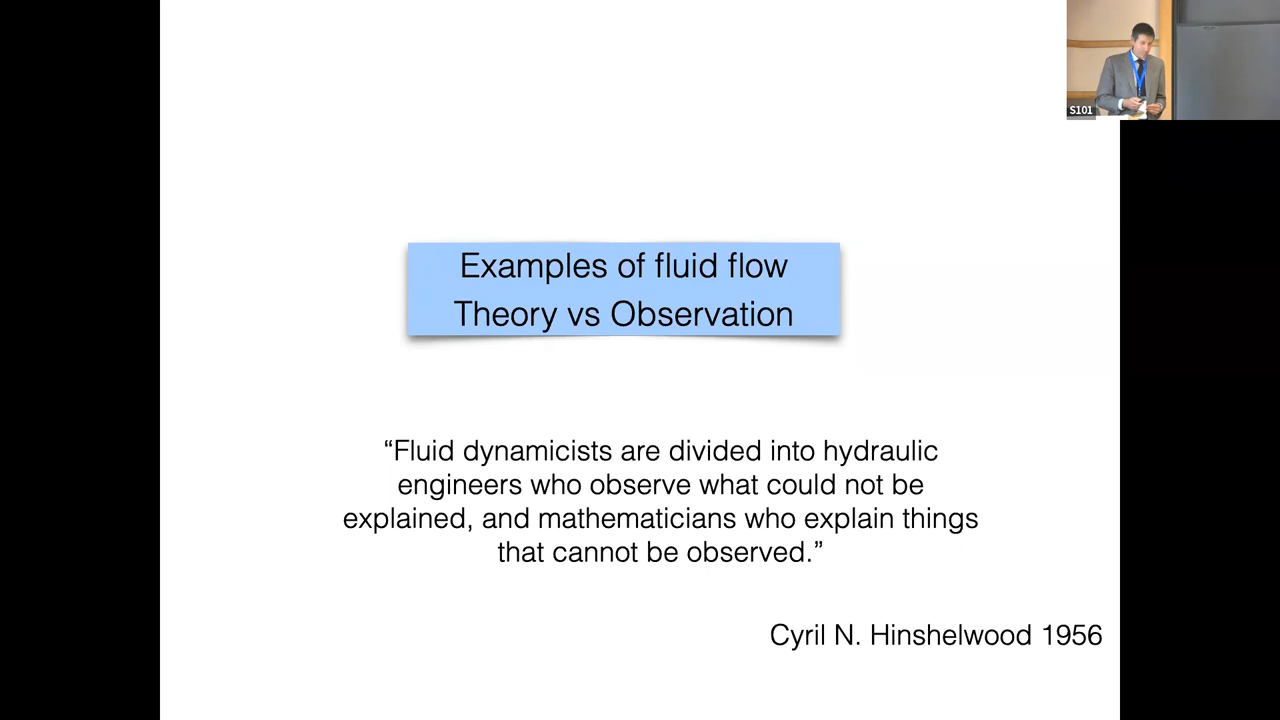 S101
Examples of fluid flow
Theory vs Observation
“Fluid dynamicists are divided into hydraulic
engineers who observe what could not be
explained, and mathematicians who explain things
that cannot be observed.”
Cyril N. Hinshelwood 1956